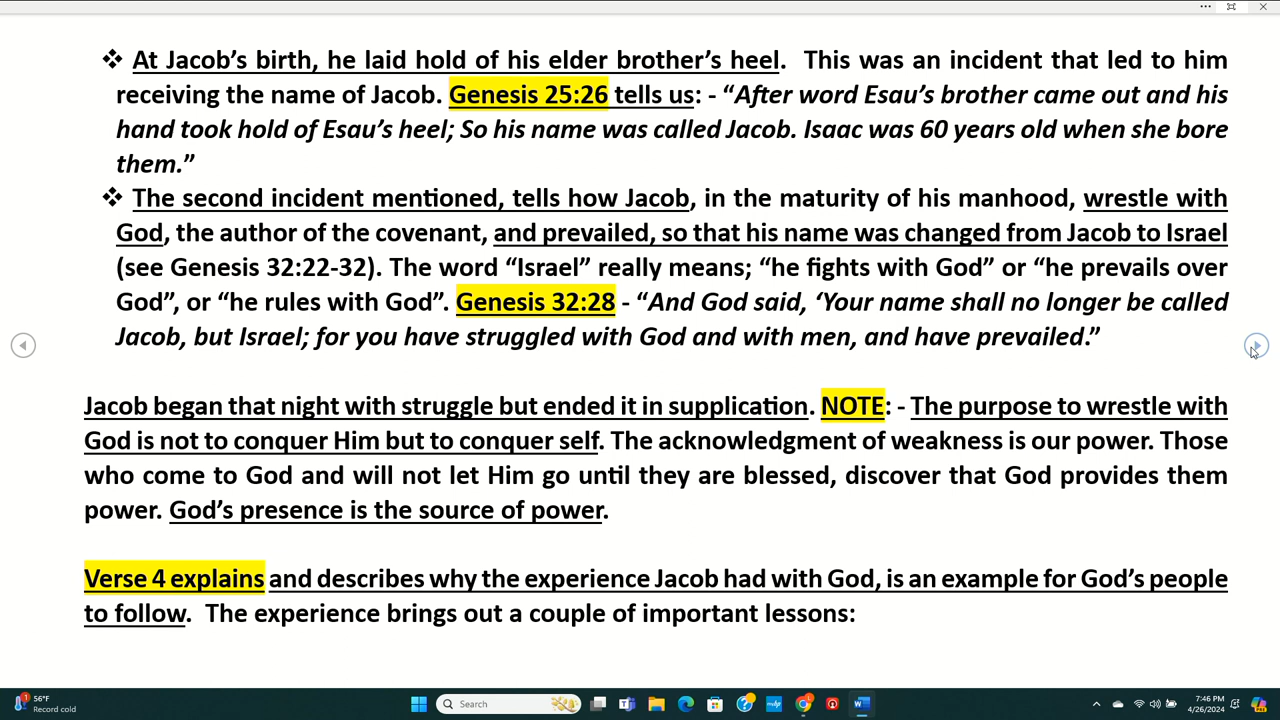 ❖ At Jacob’s birth, he laid hold of his elder brother’s heel.  This was an incident that led to him
receiving the name of Jacob. Genesis 25:26 tells us: - “After word Esau’s brother came out and his
hand took hold of Esau’s heel; So his name was called Jacob. Isaac was 60 years old when she bore
them.”
❖ The second incident mentioned, tells how Jacob, in the maturity of his manhood, wrestle with
God, the author of the covenant, and prevailed, so that his name was changed from Jacob to Israel
(see Genesis 32:22-32). The word “Israel” really means; “he fights with God” or “he prevails over
God”, or “he rules with God”. Genesis 32:28 - “And God said, ‘Your name shall no longer be called
Jacob, but Israel; for you have struggled with God and with men, and have prevailed.”
Jacob began that night with struggle but ended it in supplication. NOTE: - The purpose to wrestle with
God is not to conquer Him but to conquer self. The acknowledgment of weakness is our power. Those
who come to God and will not let Him go until they are blessed, discover that God provides them
power. God’s presence is the source of power.
Verse 4 explains and describes why the experience Jacob had with God, is an example for God’s people
to follow.  The experience brings out a couple of important lessons:
1
56°F
Record cold
Search
7:46 PM
4/26/2024